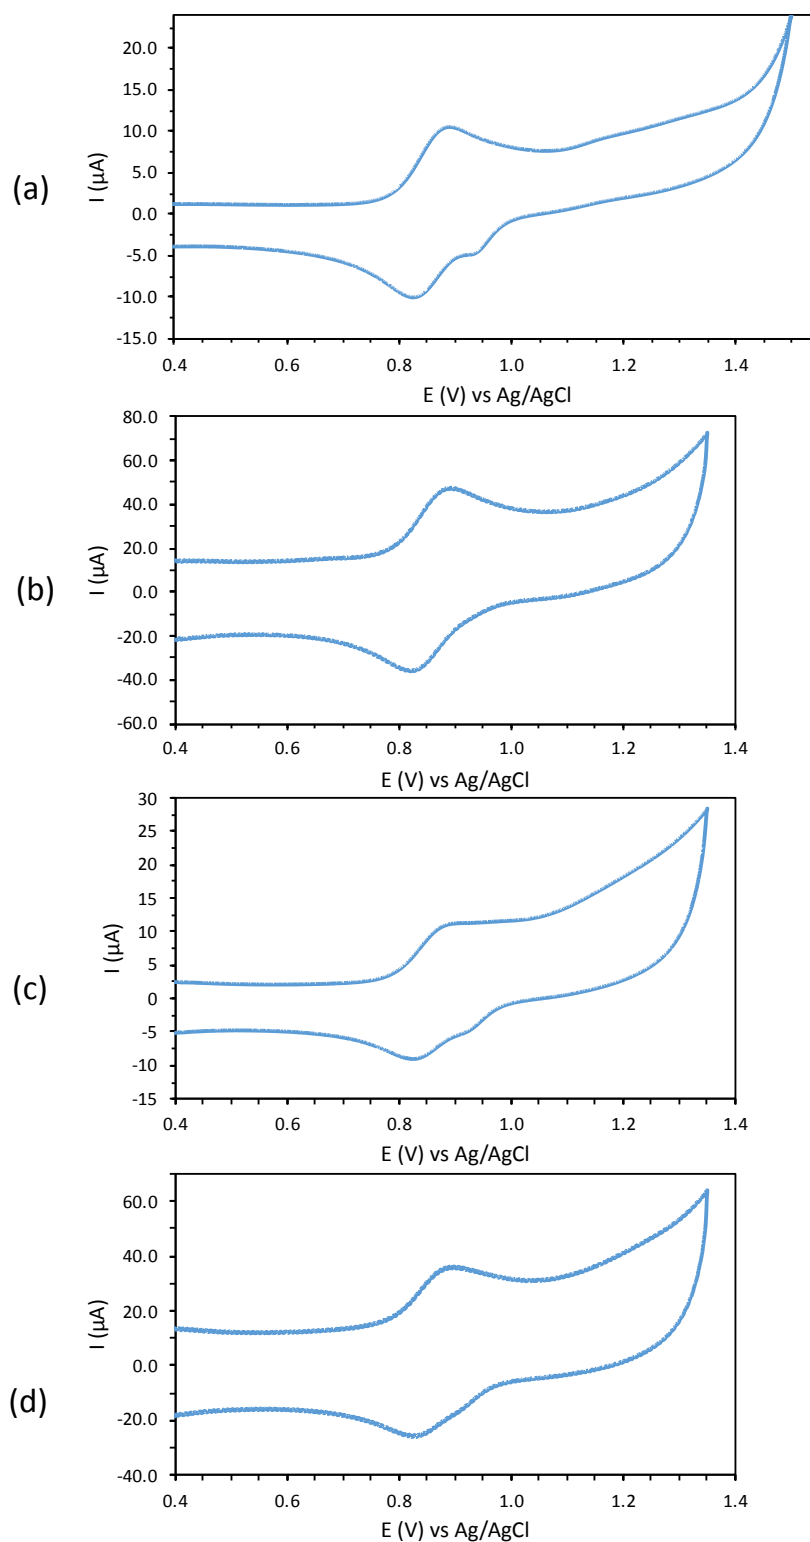 (a)
I (µA)
20.0
15.0
10.0
5.0
0.0
-5.0
-10.0
-15.0
0.4 0.6 0.8 1.0 1.2 1.4
E (V) vs Ag/AgCl
(b)
I (µA)
80.0
60.0
40.0
20.0
0.0
-20.0
-40.0
-60.0
0.4 0.6 0.8 1.0 1.2 1.4
E (V) vs Ag/AgCl
(c)
I (µA)
30
25
20
15
10
5
0
-5
-10
-15
0.4 0.6 0.8 1.0 1.2 1.4
E (V) vs Ag/AgCl
(d)
I (µA)
60.0
40.0
20.0
0.0
-20.0
-40.0
0.4 0.6 0.8 1.0 1.2 1.4
E (V) vs Ag/AgCl